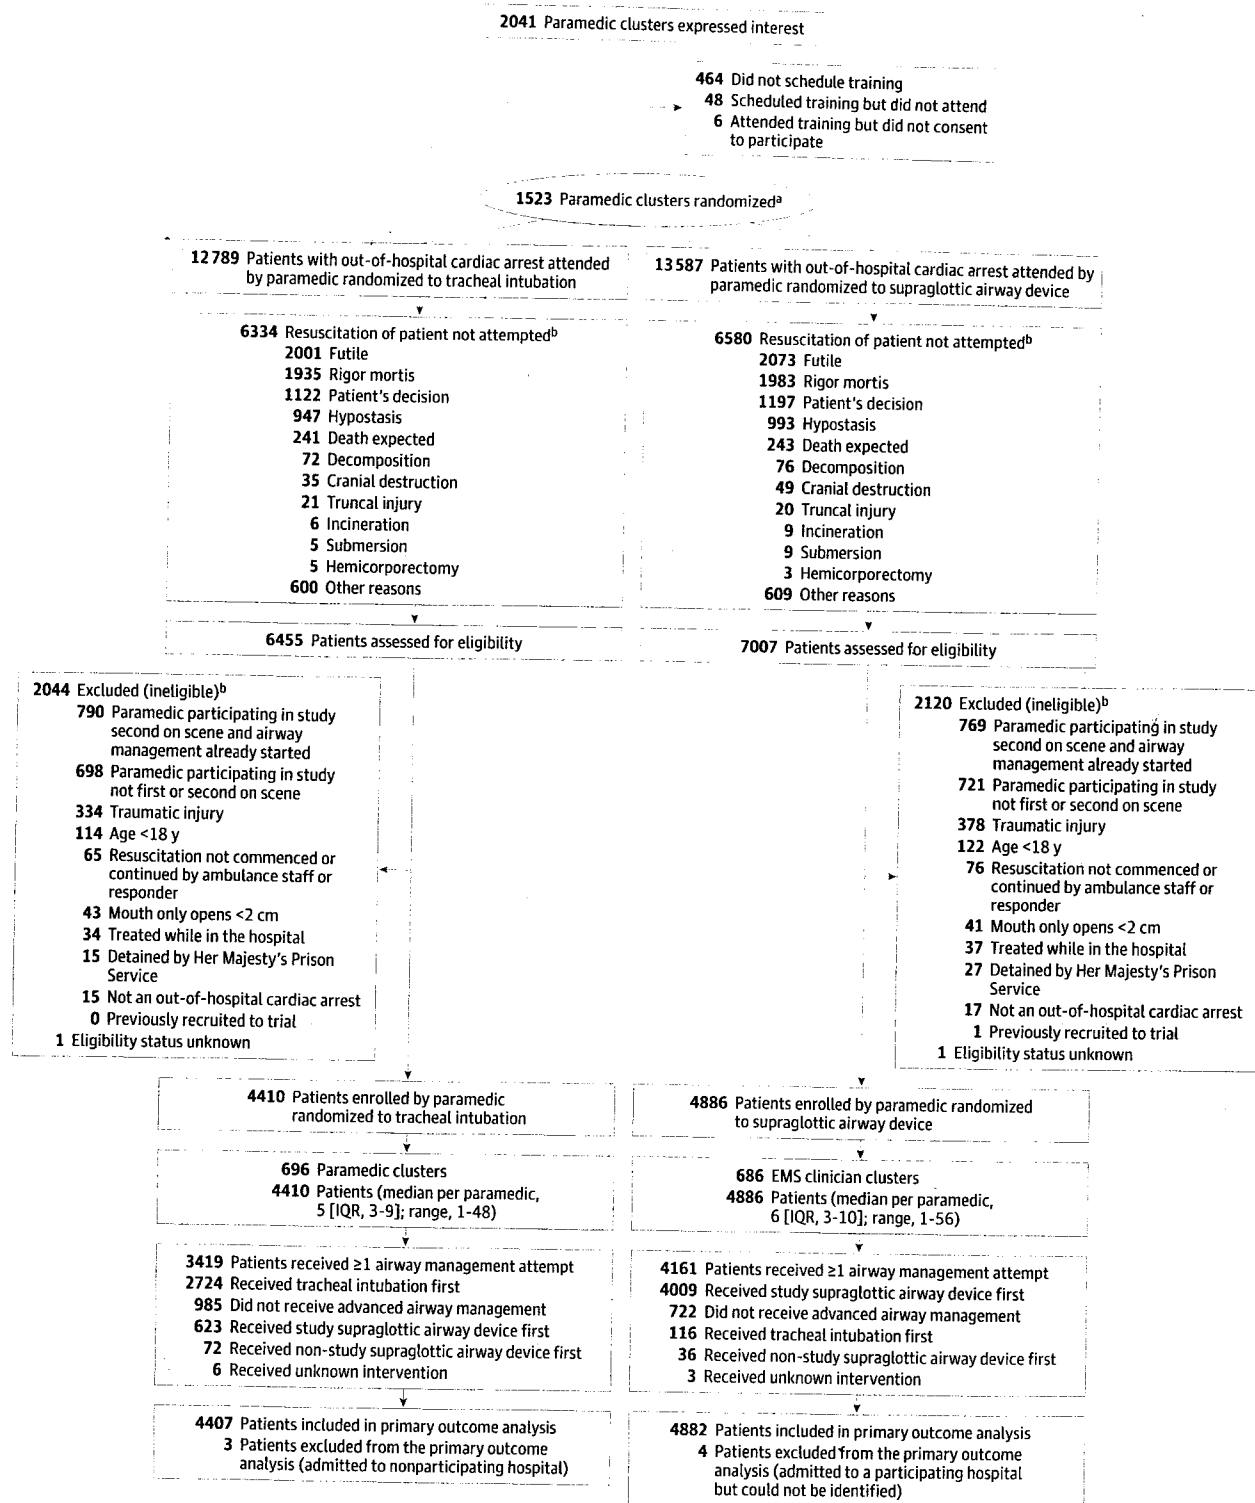 2041 Paramedic clusters expressed interest
464 Did not schedule training
48 Scheduled training but did not attend
6 Attended training but did not consent
to participate
1523 Paramedic clusters randomizedᵃ
12789 Patients with out-of-hospital cardiac arrest attended
by paramedic randomized to tracheal intubation
13587 Patients with out-of-hospital cardiac arrest attended by
paramedic randomized to supraglottic airway device
6334 Resuscitation of patient not attemptedᵇ
2001 Futile
1935 Rigor mortis
1122 Patient's decision
947 Hypostasis
241 Death expected
72 Decomposition
35 Cranial destruction
21 Truncal injury
6 Incineration
5 Submersion
5 Hemicorporectomy
600 Other reasons
6580 Resuscitation of patient not attemptedᵇ
2073 Futile
1983 Rigor mortis
1197 Patient's decision
993 Hypostasis
243 Death expected
76 Decomposition
49 Cranial destruction
20 Truncal injury
9 Incineration
9 Submersion
3 Hemicorporectomy
609 Other reasons
6455 Patients assessed for eligibility
7007 Patients assessed for eligibility
2044 Excluded (ineligible)ᵇ
790 Paramedic participating in study
second on scene and airway
management already started
698 Paramedic participating in study
not first or second on scene
334 Traumatic injury
114 Age <18 y
65 Resuscitation not commenced or
continued by ambulance staff or
responder
43 Mouth only opens <2 cm
34 Treated while in the hospital
15 Detained by Her Majesty's Prison
Service
15 Not an out-of-hospital cardiac arrest
0 Previously recruited to trial
1 Eligibility status unknown
2120 Excluded (ineligible)ᵇ
769 Paramedic participating in study
second on scene and airway
management already started
721 Paramedic participating in study
not first or second on scene
378 Traumatic injury
122 Age <18 y
76 Resuscitation not commenced or
continued by ambulance staff or
responder
41 Mouth only opens <2 cm
37 Treated while in the hospital
27 Detained by Her Majesty's Prison
Service
17 Not an out-of-hospital cardiac arrest
1 Previously recruited to trial
1 Eligibility status unknown
4410 Patients enrolled by paramedic
randomized to tracheal intubation
4886 Patients enrolled by paramedic randomized
to supraglottic airway device
696 Paramedic clusters
4410 Patients (median per paramedic,
5 [IQR, 3-9]; range, 1-48)
686 EMS clinician clusters
4886 Patients (median per paramedic,
6 [IQR, 3-10]; range, 1-56)
3419 Patients received ≥1 airway management attempt
2724 Received tracheal intubation first
985 Did not receive advanced airway management
623 Received study supraglottic airway device first
72 Received non-study supraglottic airway device first
6 Received unknown intervention
4161 Patients received ≥1 airway management attempt
4009 Received study supraglottic airway device first
722 Did not receive advanced airway management
116 Received tracheal intubation first
36 Received non-study supraglottic airway device first
3 Received unknown intervention
4407 Patients included in primary outcome analysis
3 Patients excluded from the primary outcome
analysis (admitted to nonparticipating hospital)
4882 Patients included in primary outcome analysis
4 Patients excluded from the primary outcome
analysis (admitted to a participating hospital
but could not be identified)